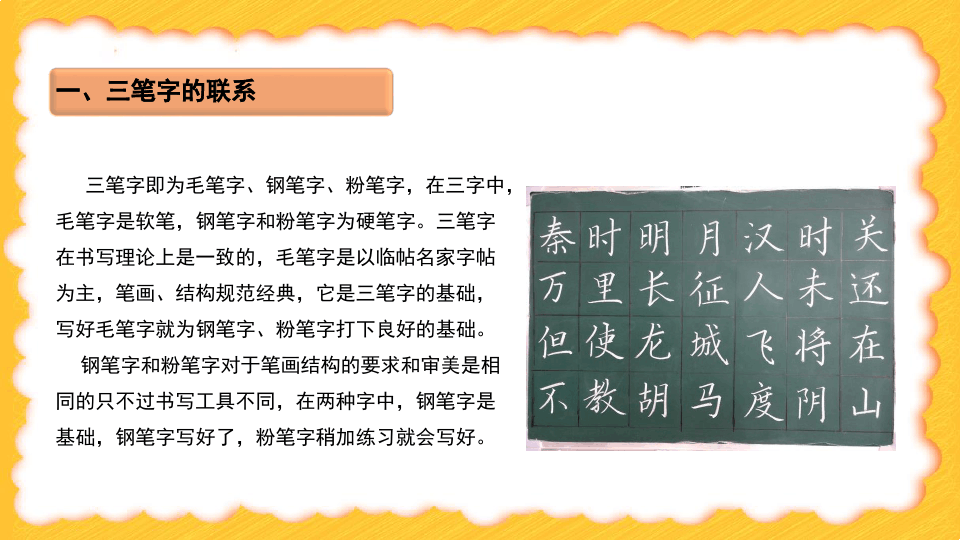 一、三笔字的联系
三笔字即为毛笔字、钢笔字、粉笔字，在三字中，
毛笔字是软笔，钢笔字和粉笔字为硬笔字。三笔字
在书写理论上是一致的，毛笔字是以临帖名家字帖
为主，笔画、结构规范经典，它是三笔字的基础，
写好毛笔字就为钢笔字、粉笔字打下良好的基础。
钢笔字和粉笔字对于笔画结构的要求和审美是相
同的只不过书写工具不同，在两种字中，钢笔字是
基础，钢笔字写好了，粉笔字稍加练习就会写好。
秦时明月汉时关
万里长征人未还
但使龙城飞将在
不教胡马度阴山